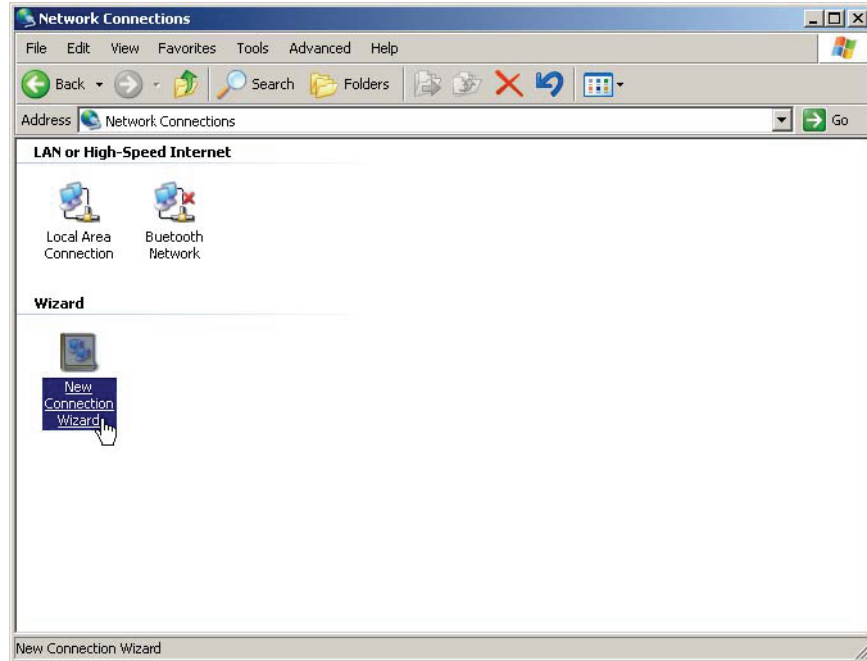 Network Connections
File Edit View Favorites Tools Advanced Help
Back Search Folders
Address Network Connections Go
LAN or High-Speed Internet
Local Area Connection
Buetooth Network
Wizard
New Connection Wizard
New Connection Wizard